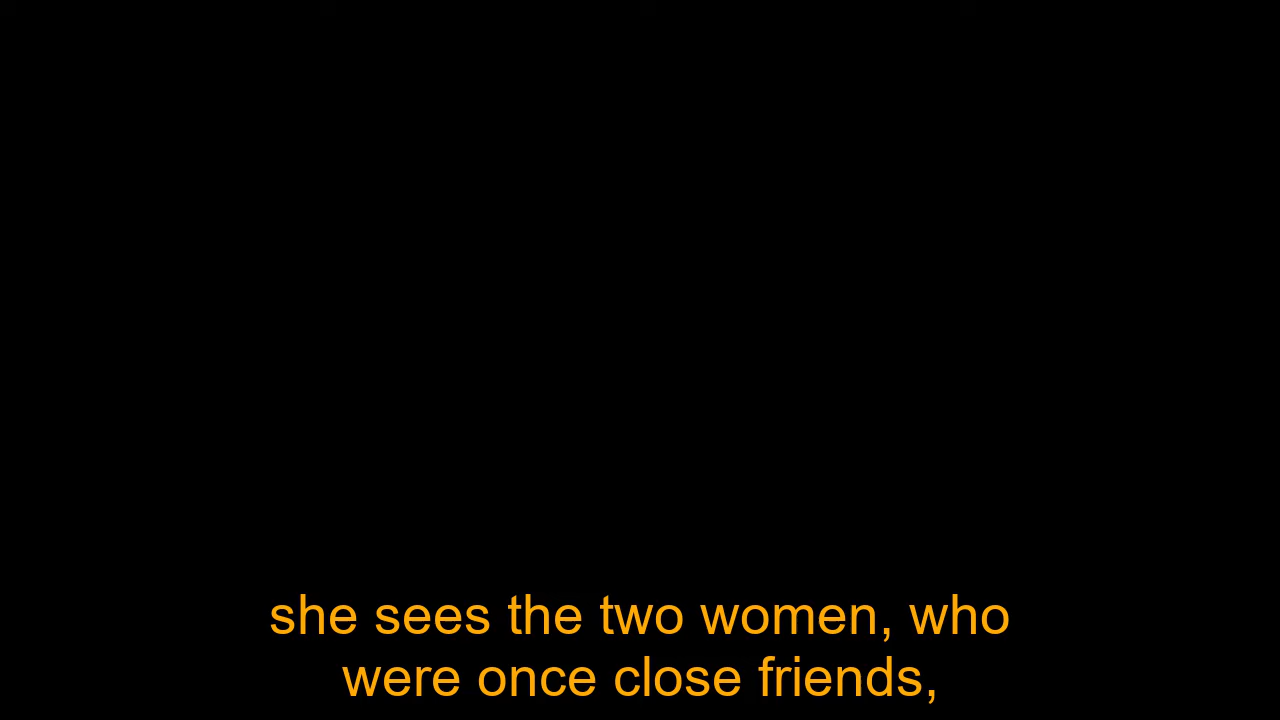 she sees the two women, who
were once close friends,